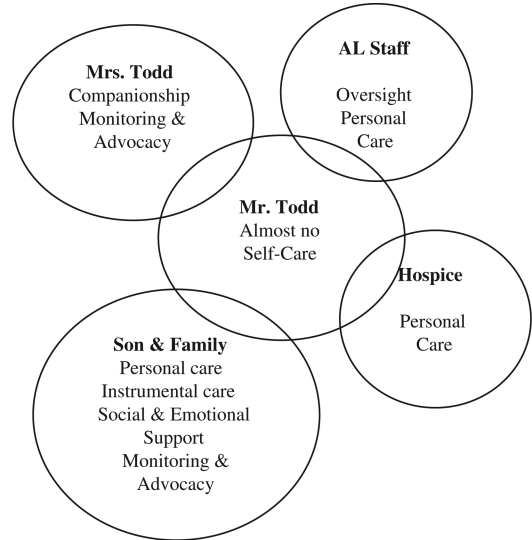 Mrs. Todd
Companionship
Monitoring &
Advocacy
AL Staff
Oversight
Personal
Care
Mr. Todd
Almost no
Self-Care
Hospice
Personal
Care
Son & Family
Personal care
Instrumental care
Social & Emotional
Support
Monitoring &
Advocacy